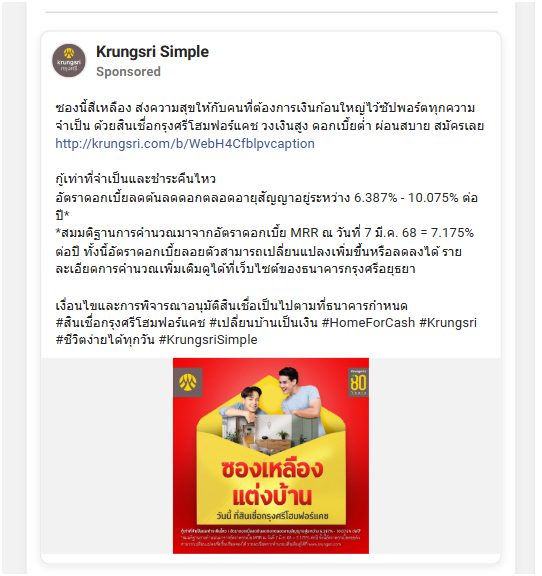 Krungsri Simple
krungsri
กรุงศรี
Sponsored
ซองนี้สีเหลือง ส่งความสุขให้กับคนที่ต้องการเงินก้อนใหญ่ไว้ซัปพอร์ตทุกความ
จำเป็น ด้วยสินเชื่อกรุงศรีโฮมฟอร์แคช วงเงินสูง ดอกเบี้ยต่ำ ผ่อนสบาย สมัครเลย
http://krungsri.com/b/WebH4Cfblpvcaption
กู้เท่าที่จำเป็นและชำระคืนไหว
อัตราดอกเบี้ยลดต้นลดดอกตลอดอายุสัญญาอยู่ระหว่าง 6.387% - 10.075% ต่อ
ปี*
*สมมติฐานการคำนวณมาจากอัตราดอกเบี้ย MRR ณ วันที่ 7 มี.ค. 68 = 7.175%
ต่อปี ทั้งนี้อัตราดอกเบี้ยลอยตัวสามารถเปลี่ยนแปลงเพิ่มขึ้นหรือลดลงได้ ราย
ละเอียดการคำนวณเพิ่มเติมดูได้ที่เว็บไซต์ของธนาคารกรุงศรีอยุธยา
เงื่อนไขและการพิจารณาอนุมัติสินเชื่อเป็นไปตามที่ธนาคารกำหนด
#สินเชื่อกรุงศรีโฮมฟอร์แคช #เปลี่ยนบ้านเป็นเงิน #HomeForCash #Krungsri
#ชีวิตง่ายได้ทุกวัน #KrungsriSimple
80
ซองเหลือง
แต่งบ้าน
วันนี้ ที่สินเชื่อกรุงศรีโฮมฟอร์แคช